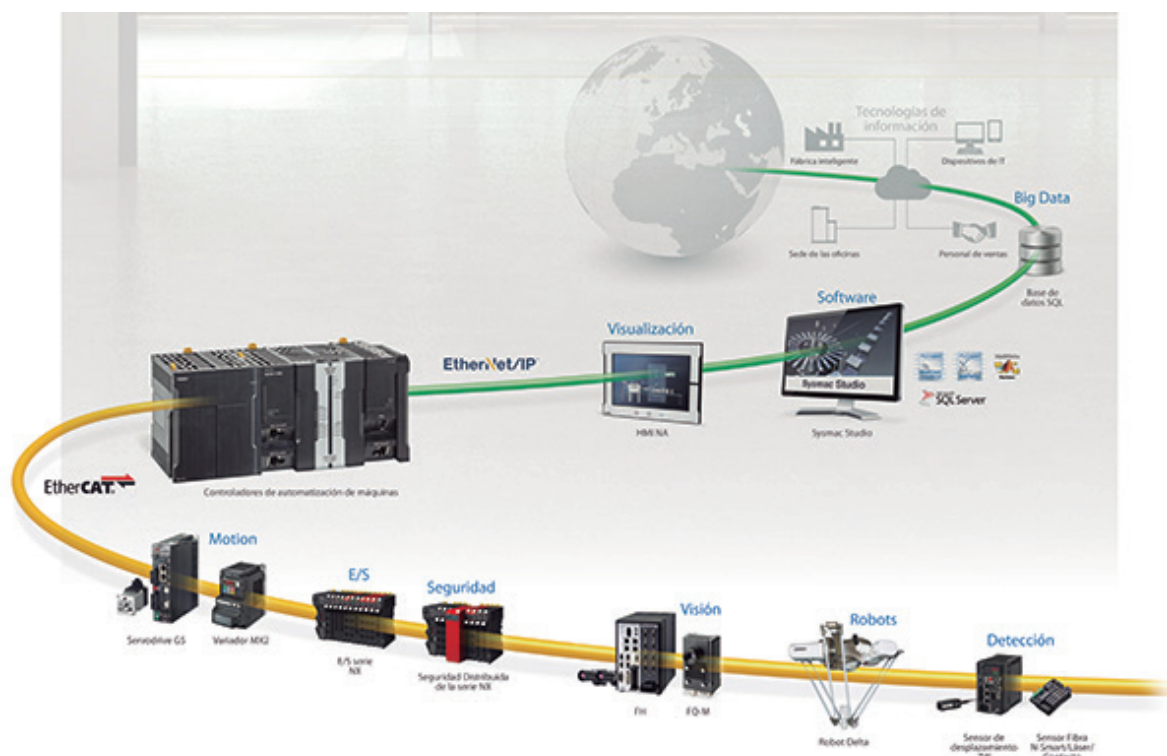 Tecnologías de
información
Fábrica inteligente
Dispositivos de IT
Big Data
Sede de las oficinas
Personal de ventas
Base de
datos SQL
Software
Visualización
EtherNet/IP
Sysmac Studio
SQL Server
HMI NA
Sysmac Studio
EtherCAT
Controladores de automatización de máquinas
Motion
E/S
Seguridad
Visión
Robots
Detección
Servodrive G5
Variador MX2
E/S serie
NX
Seguridad Distribuida
de la serie NX
FH
FQ-M
Robot Delta
Sensor de
desplazamiento
Sensor Fibra
N-Smart/Láser/